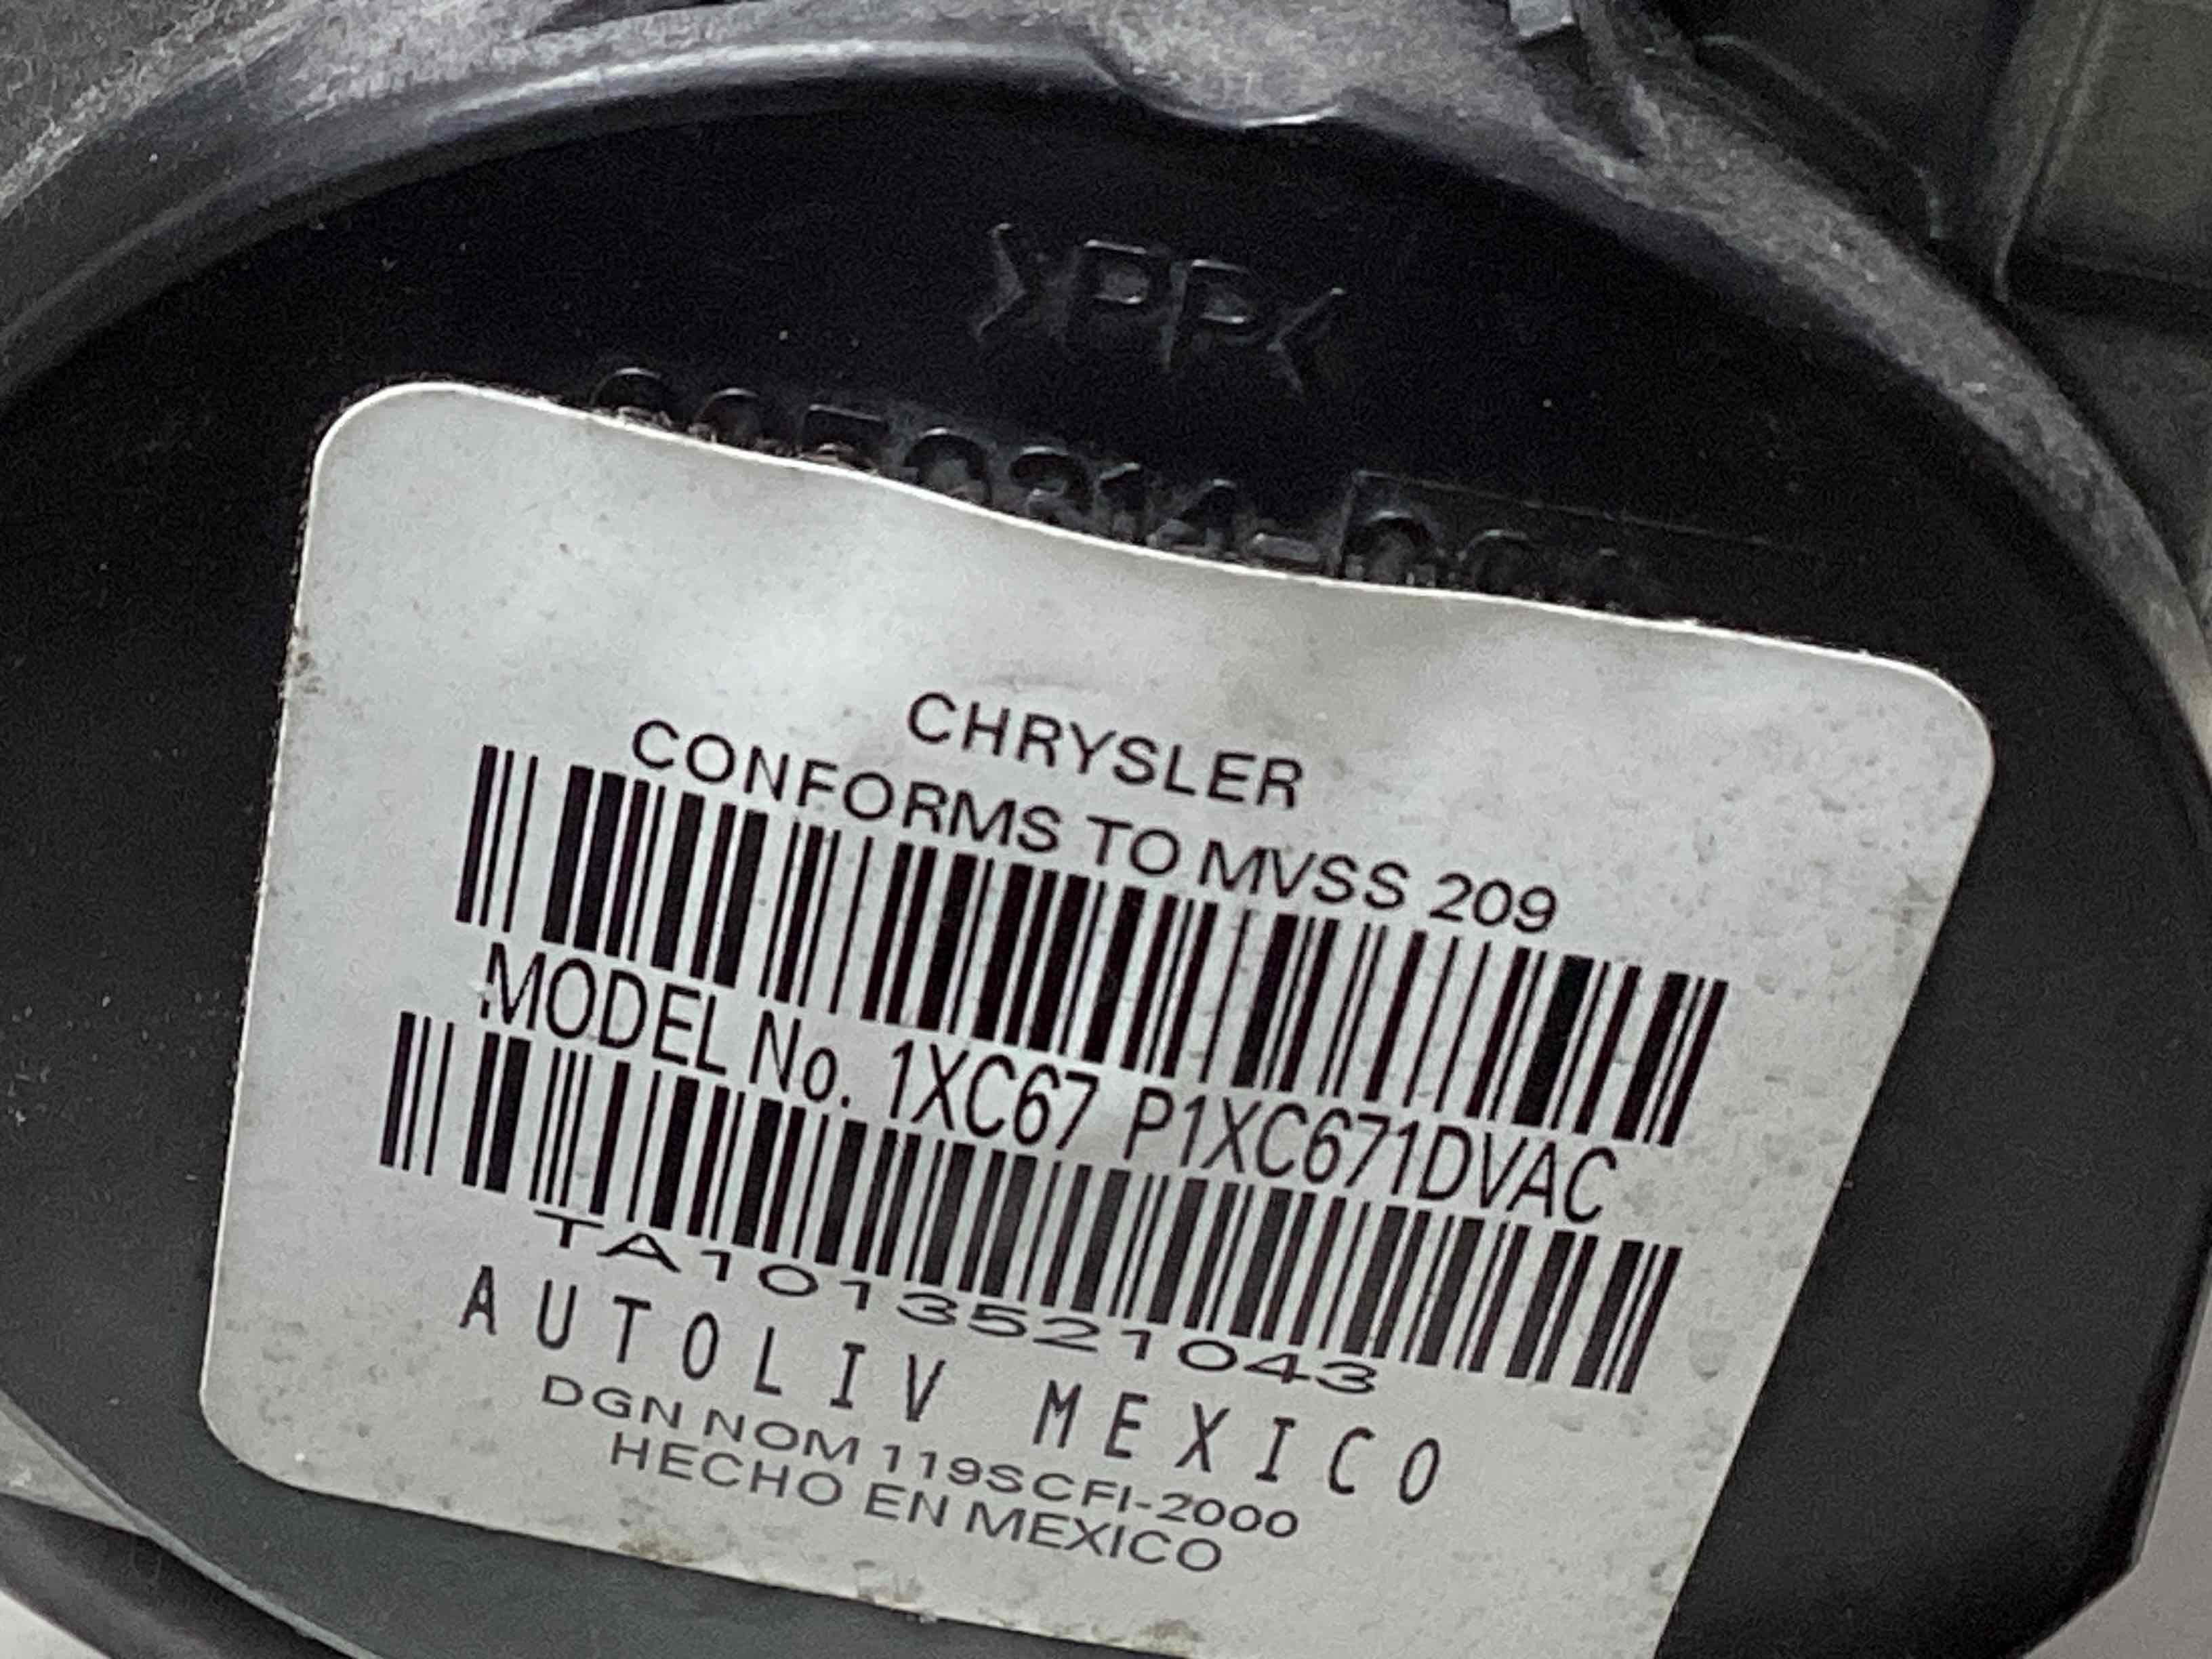 >PP<
CHRYSLER
CONFORMS TO MVSS 209
MODEL No. 1XC67 P1XC671DVAC
TA1013521043
AUTOLIV MEXICO
DGN NOM 119SCFI-2000
HECHO EN MEXICO